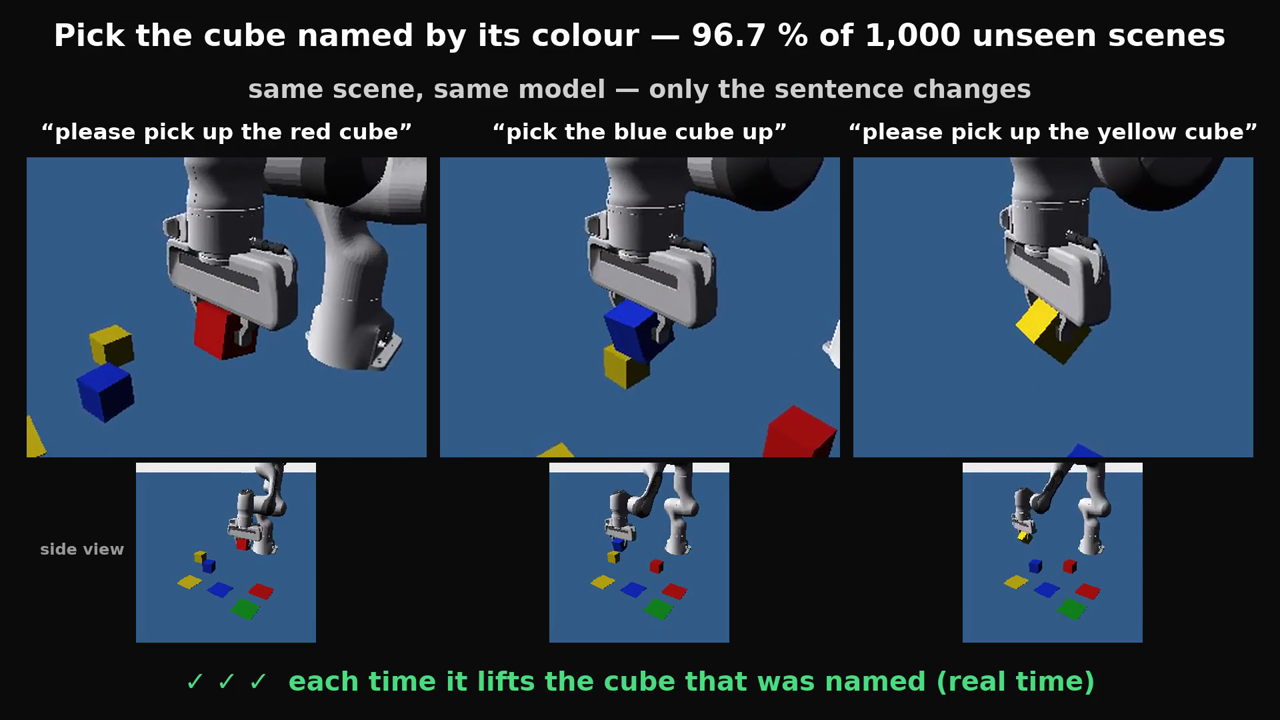 Pick the cube named by its colour — 96.7 % of 1,000 unseen scenes
same scene, same model — only the sentence changes
“please pick up the red cube”
“pick the blue cube up”
“please pick up the yellow cube”
side view
✓ ✓ ✓ each time it lifts the cube that was named (real time)